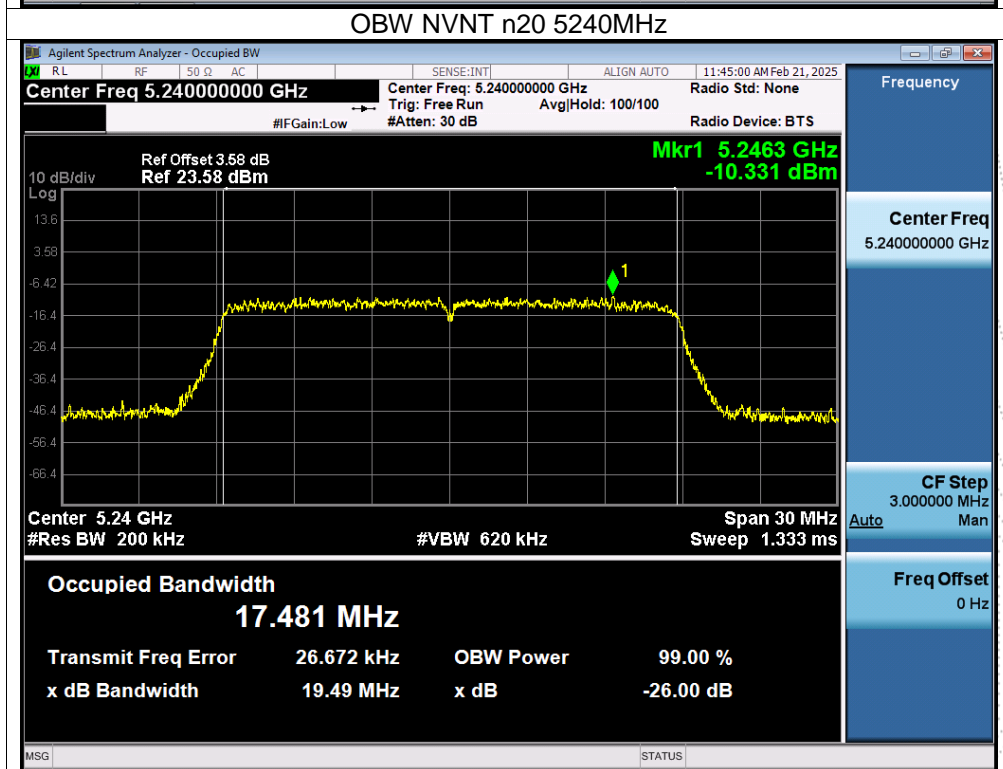 OBW NVNT n20 5240MHz
Agilent Spectrum Analyzer - Occupied BW
LXI RL RF 50 Ω AC SENSE:INT ALIGN AUTO 11:45:00 AM Feb 21, 2025
Center Freq 5.240000000 GHz
Center Freq: 5.240000000 GHz
Radio Std: None
Trig: Free Run Avg|Hold: 100/100
#IFGain:Low
#Atten: 30 dB
Radio Device: BTS
Frequency
Ref Offset 3.58 dB
10 dB/div Ref 23.58 dBm
Mkr1 5.2463 GHz
-10.331 dBm
Log
13.6
3.58
-6.42
-16.4
-26.4
-36.4
-46.4
-56.4
-66.4
1
Center Freq
5.240000000 GHz
CF Step
3.000000 MHz
Auto Man
Freq Offset
0 Hz
Center 5.24 GHz Span 30 MHz
#Res BW 200 kHz #VBW 620 kHz Sweep 1.333 ms
Occupied Bandwidth
17.481 MHz
Transmit Freq Error 26.672 kHz OBW Power 99.00 %
x dB Bandwidth 19.49 MHz x dB -26.00 dB
MSG STATUS